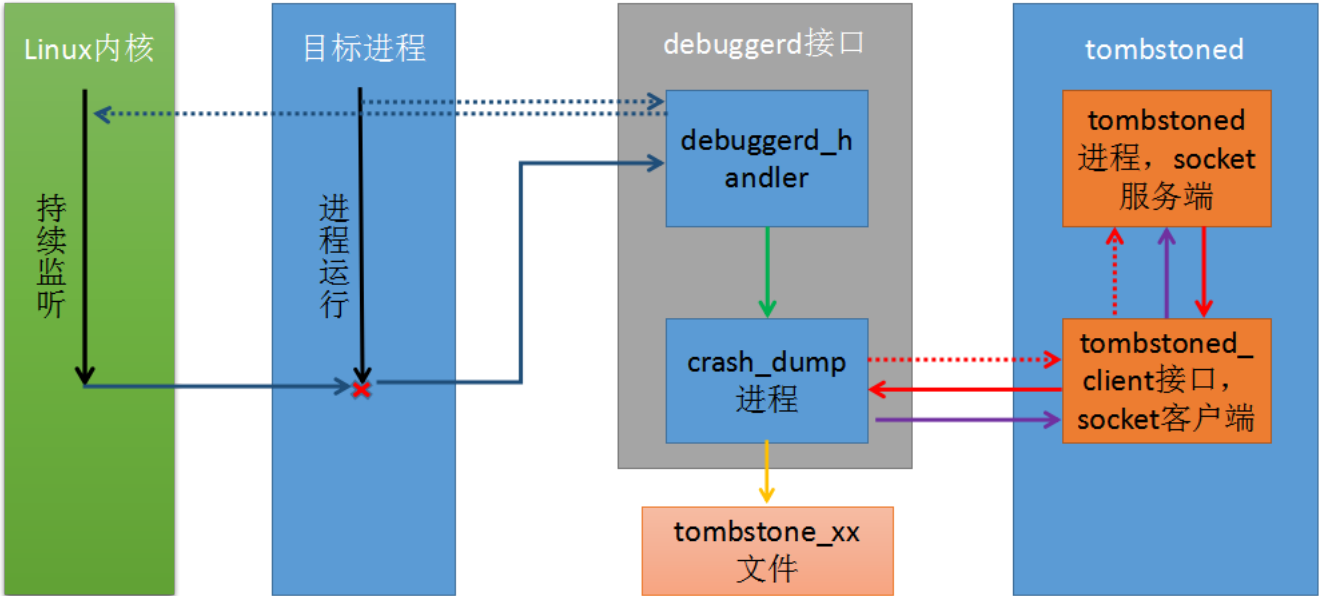 Linux内核
目标进程
debuggerd接口
tombstoned
持续监听
进程运行
debuggerd_h
andler
tombstoned
进程，socket
服务端
crash_dump
进程
tombstoned_
client接口，
socket客户端
tombstone_xx
文件